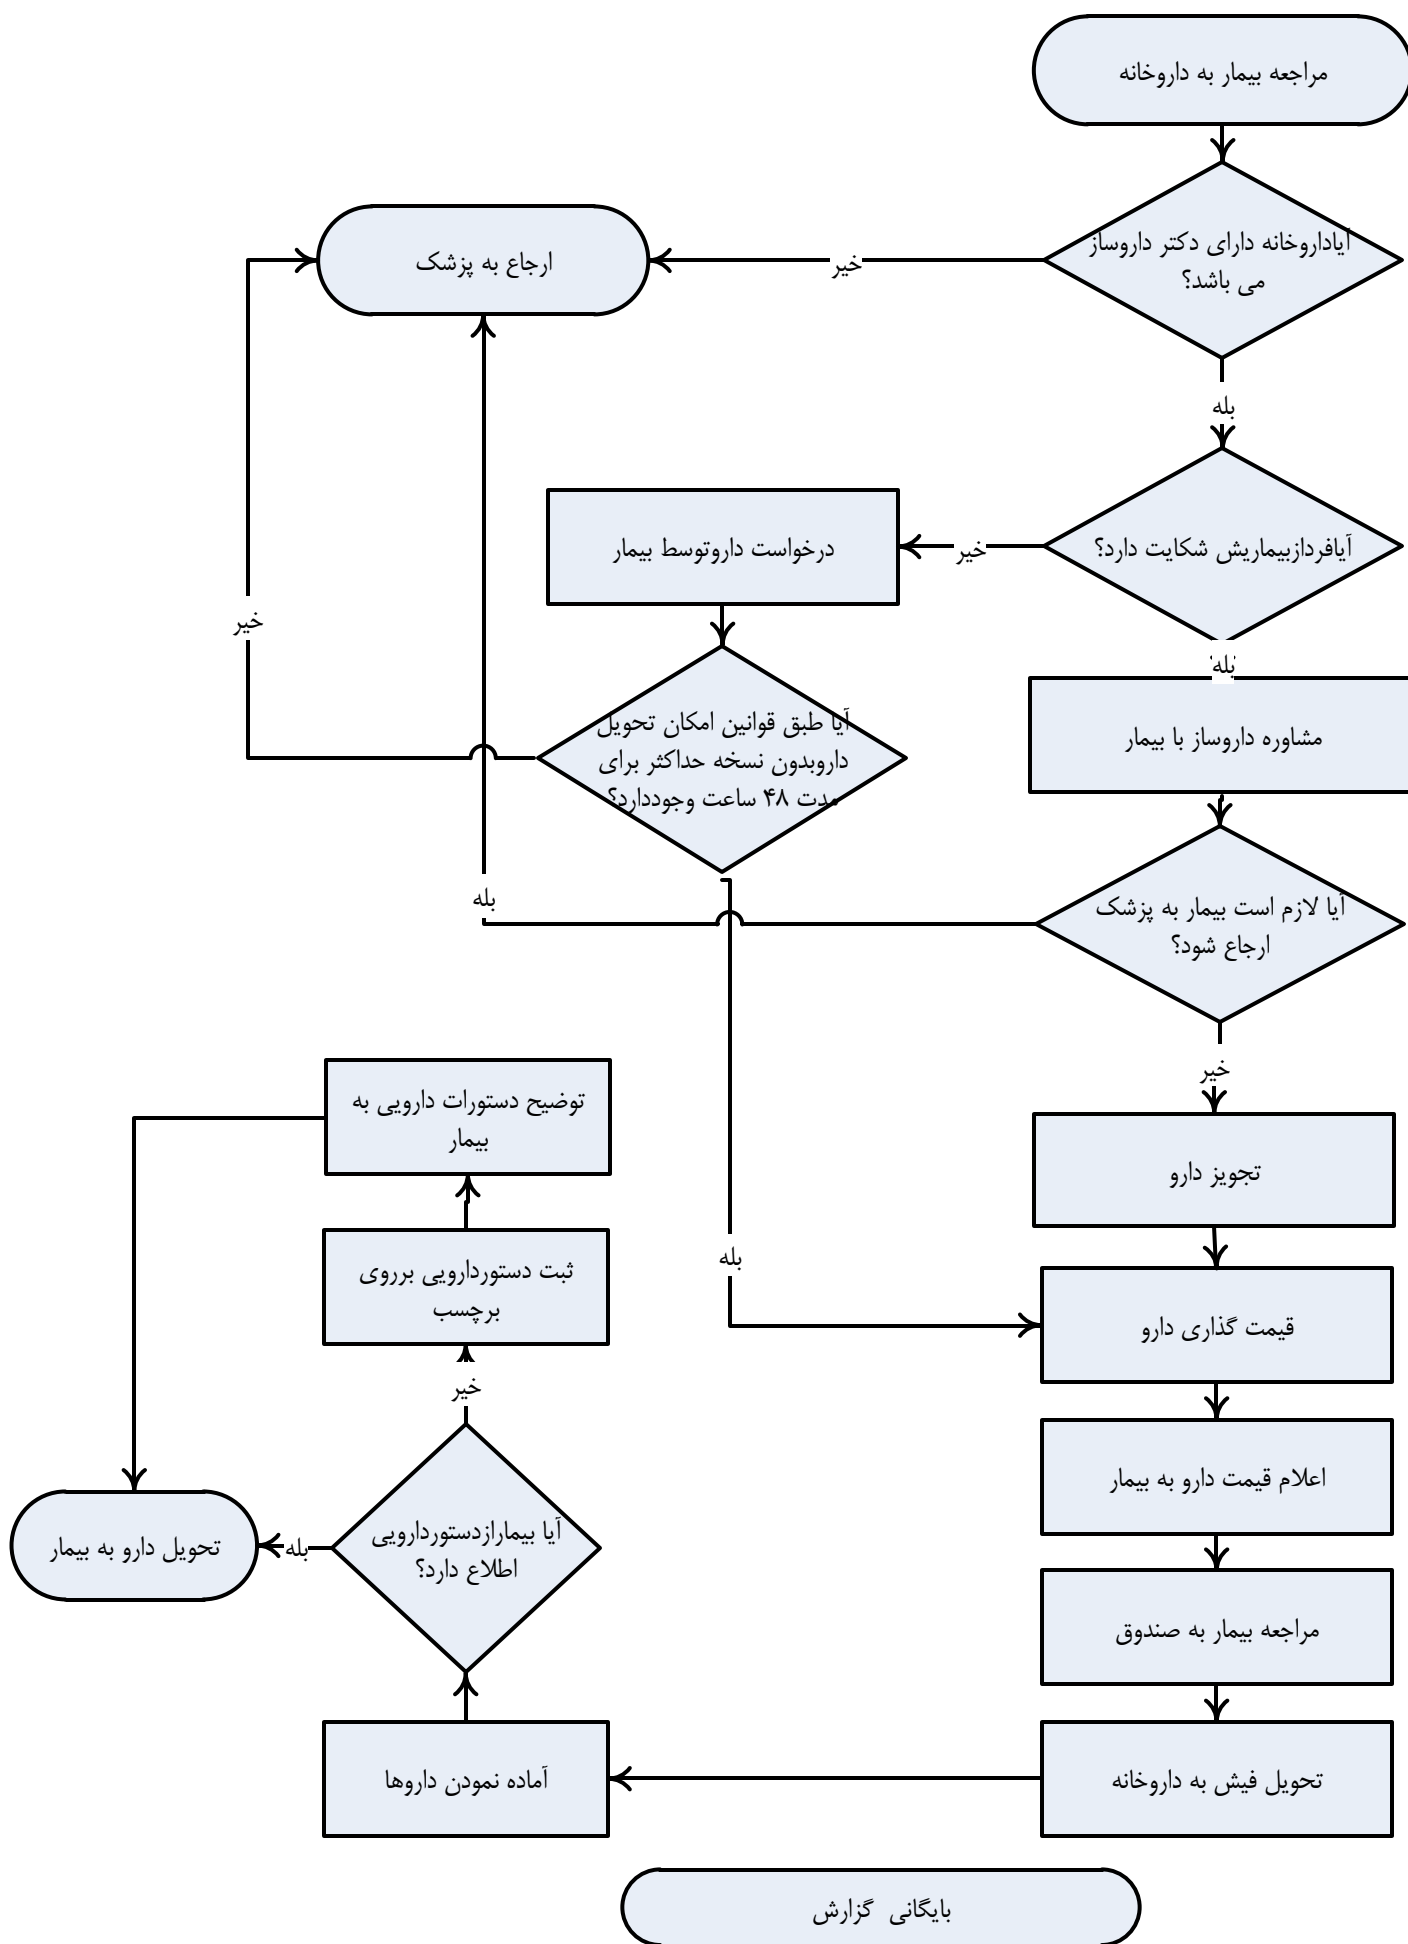 مراجعه بیمار به داروخانه
آیاداروخانه دارای دکتر داروساز
می باشد؟
خیر
ارجاع به پزشک
بله
آیافردازبیماریش شکایت دارد؟
خیر
درخواست داروتوسط بیمار
خیر
بله
آیا طبق قوانین امکان تحویل
داروبدون نسخه حداکثر برای
مدت ۴۸ ساعت وجوددارد؟
مشاوره داروساز با بیمار
بله
آیا لازم است بیمار به پزشک
ارجاع شود؟
خیر
تجویز دارو
بله
قیمت گذاری دارو
اعلام قیمت دارو به بیمار
مراجعه بیمار به صندوق
تحویل فیش به داروخانه
آماده نمودن داروها
آیا بیمارازدستوردارویی
اطلاع دارد؟
خیر
ثبت دستوردارویی برروی
برچسب
توضیح دستورات دارویی به
بیمار
بله
تحویل دارو به بیمار
بایگانی گزارش